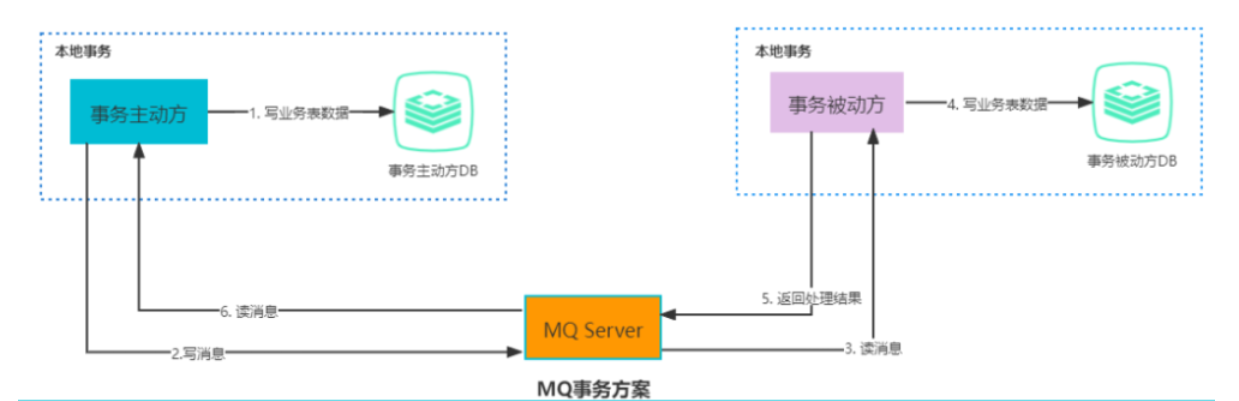 本地事务
事务主动方
1. 写业务表数据
事务主动方DB
本地事务
事务被动方
4. 写业务表数据
事务被动方DB
6. 读消息
2.写消息
MQ Server
5. 返回处理结果
3. 读消息
MQ事务方案